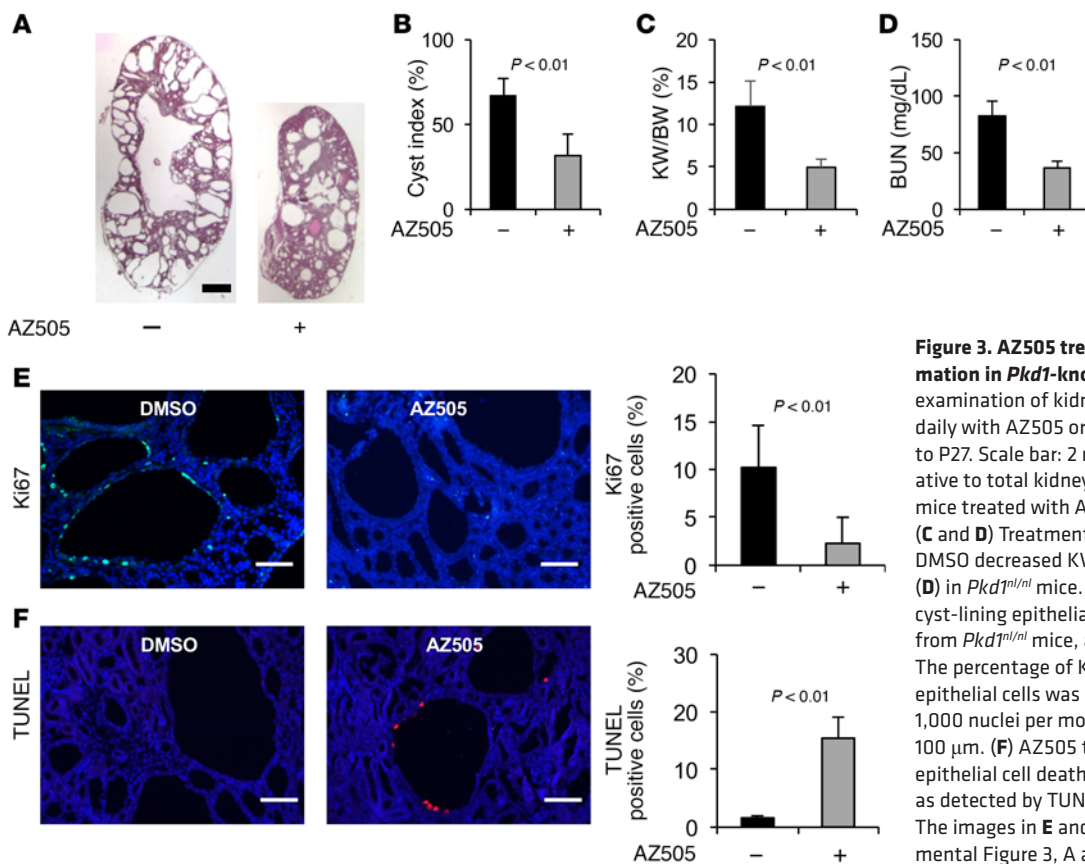 A
AZ505
−
+
B
Cyst index (%)
100
50
0
P < 0.01
AZ505
−
+
C
KW/BW (%)
20
15
10
5
0
P < 0.01
AZ505
−
+
D
BUN (mg/dL)
150
100
50
0
P < 0.01
AZ505
−
+
E
Ki67
DMSO
AZ505
Ki67
positive cells (%)
20
15
10
5
0
P < 0.01
AZ505
−
+
F
TUNEL
DMSO
AZ505
TUNEL
positive cells (%)
30
20
10
0
P < 0.01
AZ505
−
+
Figure 3. AZ505 tre
mation in Pkd1-kno
examination of kidn
daily with AZ505 or
to P27. Scale bar: 2 r
ative to total kidney
mice treated with A
(C and D) Treatment
DMSO decreased KV
(D) in Pkd1nl/nl mice.
cyst-lining epithelia
from Pkd1nl/nl mice, a
The percentage of K
epithelial cells was
1,000 nuclei per mo
100 μm. (F) AZ505 t
epithelial cell death
as detected by TUN
The images in E and
mental Figure 3, A a